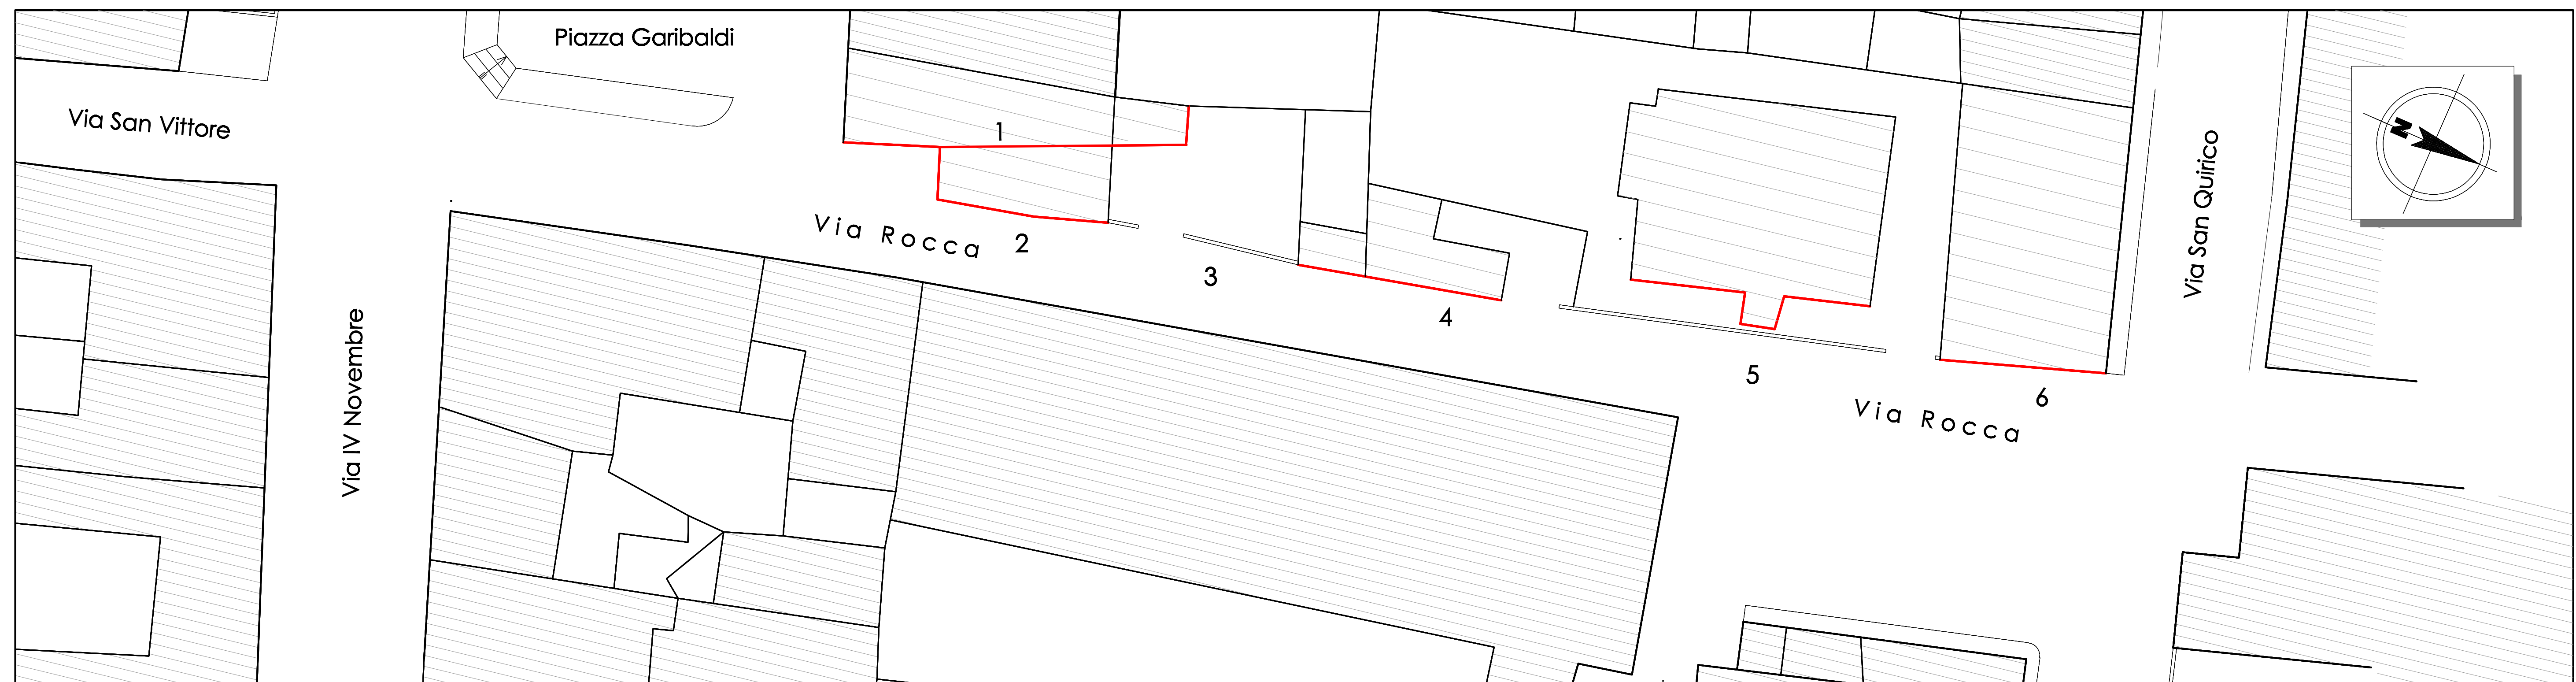 Piazza Garibaldi
Via San Vittore
1
Via Rocca
2
3
4
5
6
Via Rocca
Via IV Novembre
Via San Quirico
N